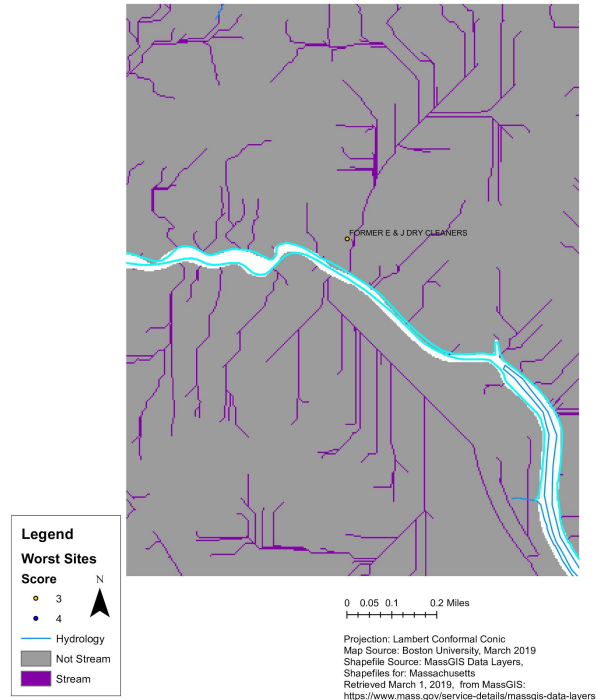 FORMER E & J DRY CLEANERS
Legend
Worst Sites
Score
N
3
4
Hydrology
Not Stream
Stream
0 0.05 0.1 0.2 Miles
Projection: Lambert Conformal Conic
Map Source: Boston University, March 2019
Shapefile Source: MassGIS Data Layers,
Shapefiles for: Massachusetts
Retrieved March 1, 2019, from MassGIS:
https://www.mass.gov/service-details/massgis-data-layers